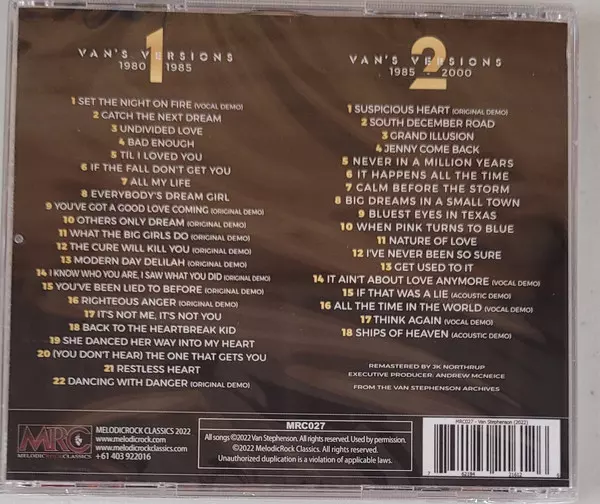 VAN'S VERSIONS
1
1980 - 1985
1 SET THE NIGHT ON FIRE (VOCAL DEMO)
2 CATCH THE NEXT DREAM
3 UNDIVIDED LOVE
4 BAD ENOUGH
5 TIL I LOVED YOU
6 IF THE FALL DON'T GET YOU
7 ALL MY LIFE
8 EVERYBODY'S DREAM GIRL
9 YOU'VE GOT A GOOD LOVE COMING (ORIGINAL DEMO)
10 OTHERS ONLY DREAM (ORIGINAL DEMO)
11 WHAT THE BIG GIRLS DO (ORIGINAL DEMO)
12 THE CURE WILL KILL YOU (ORIGINAL DEMO)
13 MODERN DAY DELILAH (ORIGINAL DEMO)
14 I KNOW WHO YOU ARE, I SAW WHAT YOU DID (ORIGINAL DEMO)
15 YOU'VE BEEN LIED TO BEFORE (ORIGINAL DEMO)
16 RIGHTEOUS ANGER (ORIGINAL DEMO)
17 IT'S NOT ME, IT'S NOT YOU
18 BACK TO THE HEARTBREAK KID
19 SHE DANCED HER WAY INTO MY HEART
20 (YOU DON'T HEAR) THE ONE THAT GETS YOU
21 RESTLESS HEART
22 DANCING WITH DANGER (ORIGINAL DEMO)
VAN'S VERSIONS
2
1985 - 2000
1 SUSPICIOUS HEART (ORIGINAL DEMO)
2 SOUTH DECEMBER ROAD
3 GRAND ILLUSION
4 JENNY COME BACK
5 NEVER IN A MILLION YEARS
6 IT HAPPENS ALL THE TIME
7 CALM BEFORE THE STORM
8 BIG DREAMS IN A SMALL TOWN
9 BLUEST EYES IN TEXAS
10 WHEN PINK TURNS TO BLUE
11 NATURE OF LOVE
12 I'VE NEVER BEEN SO SURE
13 GET USED TO IT
14 IT AIN'T ABOUT LOVE ANYMORE (VOCAL DEMO)
15 IF THAT WAS A LIE (ACOUSTIC DEMO)
16 ALL THE TIME IN THE WORLD (VOCAL DEMO)
17 THINK AGAIN (VOCAL DEMO)
18 SHIPS OF HEAVEN (ACOUSTIC DEMO)
REMASTERED BY JK NORTHRUP
EXECUTIVE PRODUCER: ANDREW MCNEICE
FROM THE VAN STEPHENSON ARCHIVES
MRC
MELODICROCKCLASSICS
MELODICROCK CLASSICS 2022
www.melodicrock.com
www.melodicrockclassics.com
+61 403 922016
MRC027
All songs ©2022 Van Stephenson. All rights reserved. Used by permission.
©2022 MelodicRock Classics. All rights Reserved.
Unauthorized duplication is a violation of applicable laws.
MRC027 - Van Stephenson (2022)